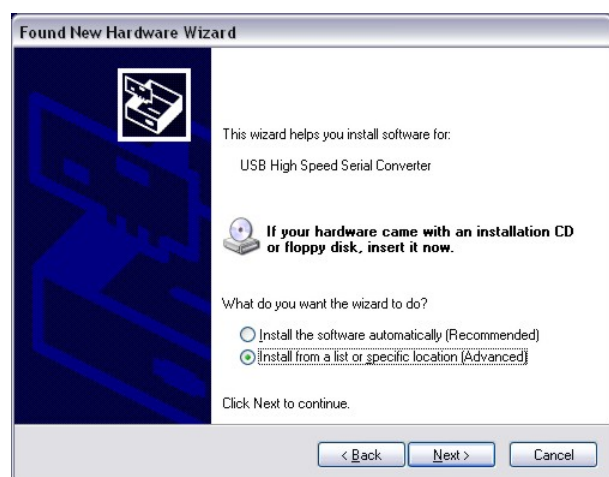 Found New Hardware Wizard
This wizard helps you install software for:
USB High Speed Serial Converter
If your hardware came with an installation CD
or floppy disk, insert it now.
What do you want the wizard to do?
Install the software automatically (Recommended)
Install from a list or specific location (Advanced)
Click Next to continue.
< Back Next > Cancel